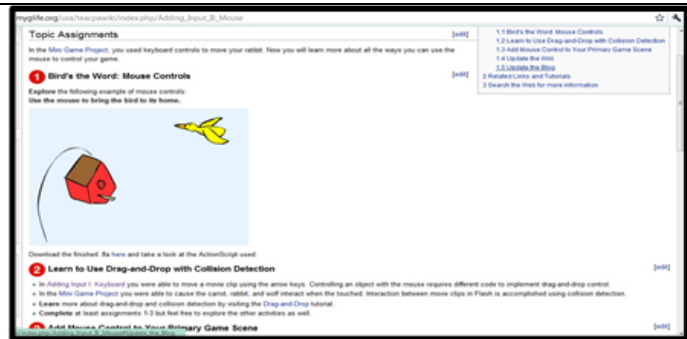 myglife.org/usa/teacpawiki/index.php/Adding_Input_B_Mouse
Topic Assignments [edit]
In the Mini Game Project, you used keyboard controls to move your rabbit. Now you will learn more about all the ways you can use the
mouse to control your game.
1.1 Bird's the Word: Mouse Controls
1.2 Learn to Use Drag-and-Drop with Collision Detection
1.3 Add Mouse Control to Your Primary Game Scene
1.4 Update the Wiki
1.5 Update the Blog
2 Related Links and Tutorials
3 Search the Web for more information
1 Bird's the Word: Mouse Controls [edit]
Explore the following example of mouse controls:
Use the mouse to bring the bird to its home.
Download the finished .fla here and take a look at the ActionScript used.
2 Learn to Use Drag-and-Drop with Collision Detection [edit]
In Adding Input I: Keyboard you were able to move a movie clip using the arrow keys. Controlling an object with the mouse requires different code to implement drag-and-drop control.
In the Mini Game Project you were able to cause the carrot, rabbit, and wolf interact when the touched. Interaction between movie clips in Flash is accomplished using collision detection.
Learn more about drag-and-drop and collision detection by visiting the Drag-and-Drop tutorial.
Complete at least assignments 1-3 but feel free to explore the other activities as well.
Add Mouse Control to Your Primary Game Scene [edit]
/index.php/Adding_Input_B_Mouse#Update_the_Blog